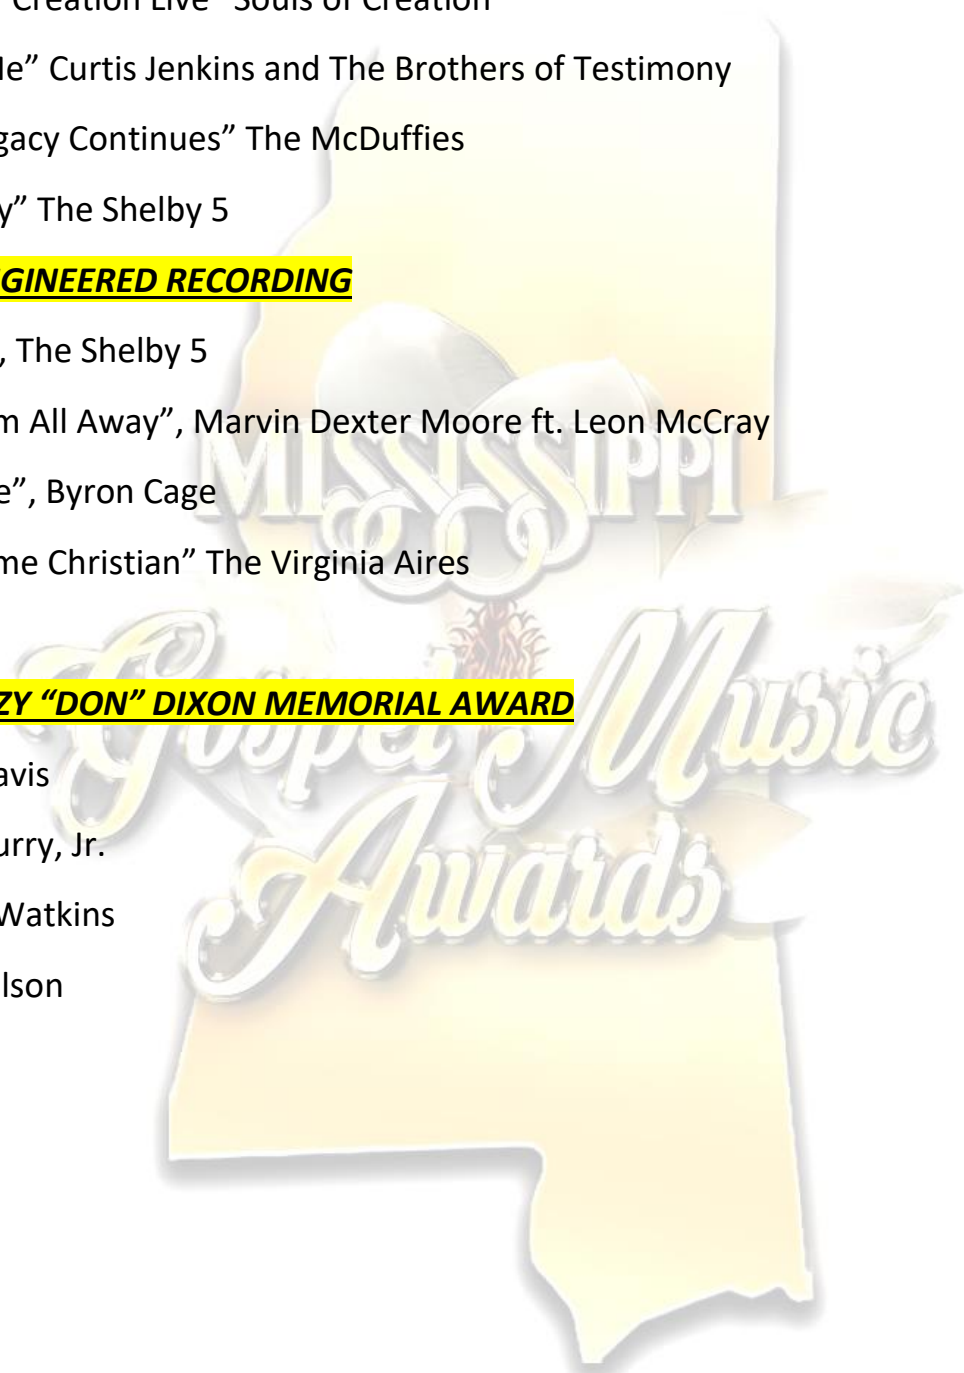 Creation Live" Souls of Creation
e” Curtis Jenkins and The Brothers of Testimony
gacy Continues” The McDuffies
y” The Shelby 5
GINEERED RECORDING
, The Shelby 5
m All Away”, Marvin Dexter Moore ft. Leon McCray
e”, Byron Cage
me Christian” The Virginia Aires
MISSISSIPPI
Gospel Music
Awards
ZY “DON” DIXON MEMORIAL AWARD
avis
urry, Jr.
Watkins
lson